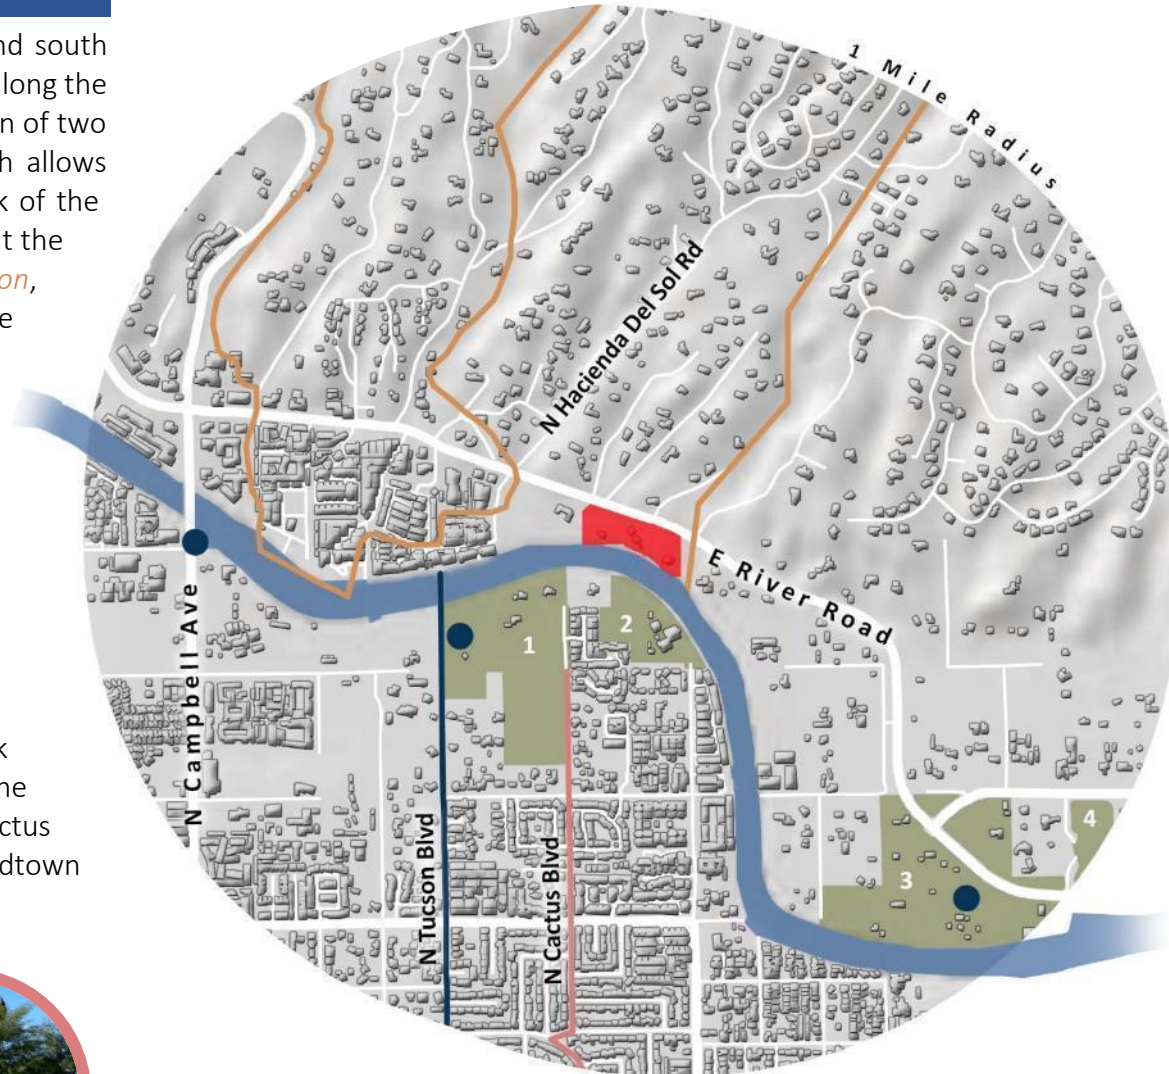 nd south
long the
n of two
h allows
k of the
t the
on,
e
k
ne
ctus
dtown
1 Mile Radius
N Hacienda Del Sol Rd
E River Road
N Campbell Ave
N Tucson Blvd
N Cactus Blvd
1
2
3
4